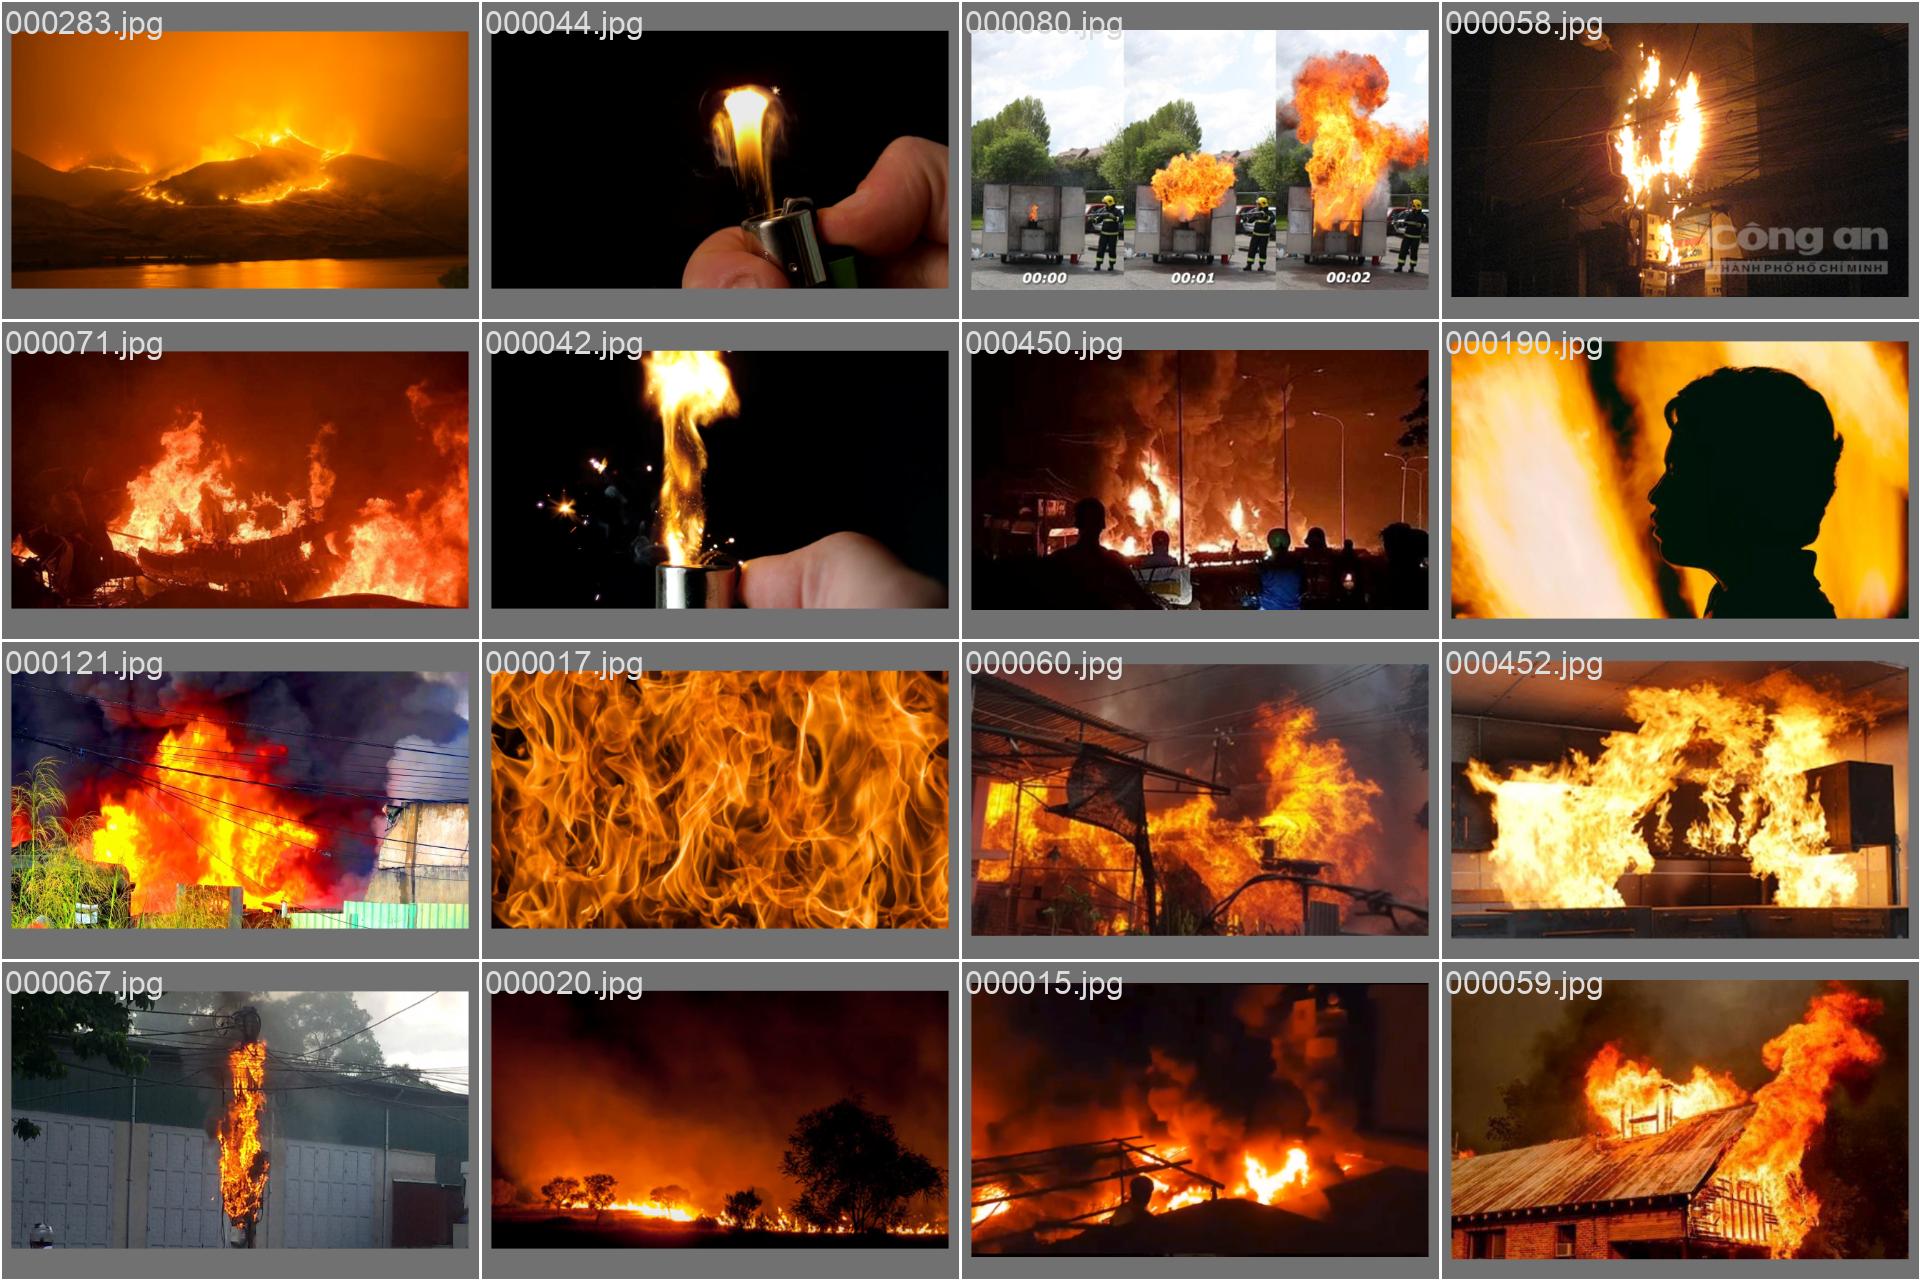 000283.jpg
000044.jpg
000080.jpg
000058.jpg
00:00
00:01
00:02
công an
THÀNH PHỐ HỒ CHÍ MINH
000071.jpg
000042.jpg
000450.jpg
000190.jpg
000121.jpg
000017.jpg
000060.jpg
000452.jpg
000067.jpg
000020.jpg
000015.jpg
000059.jpg